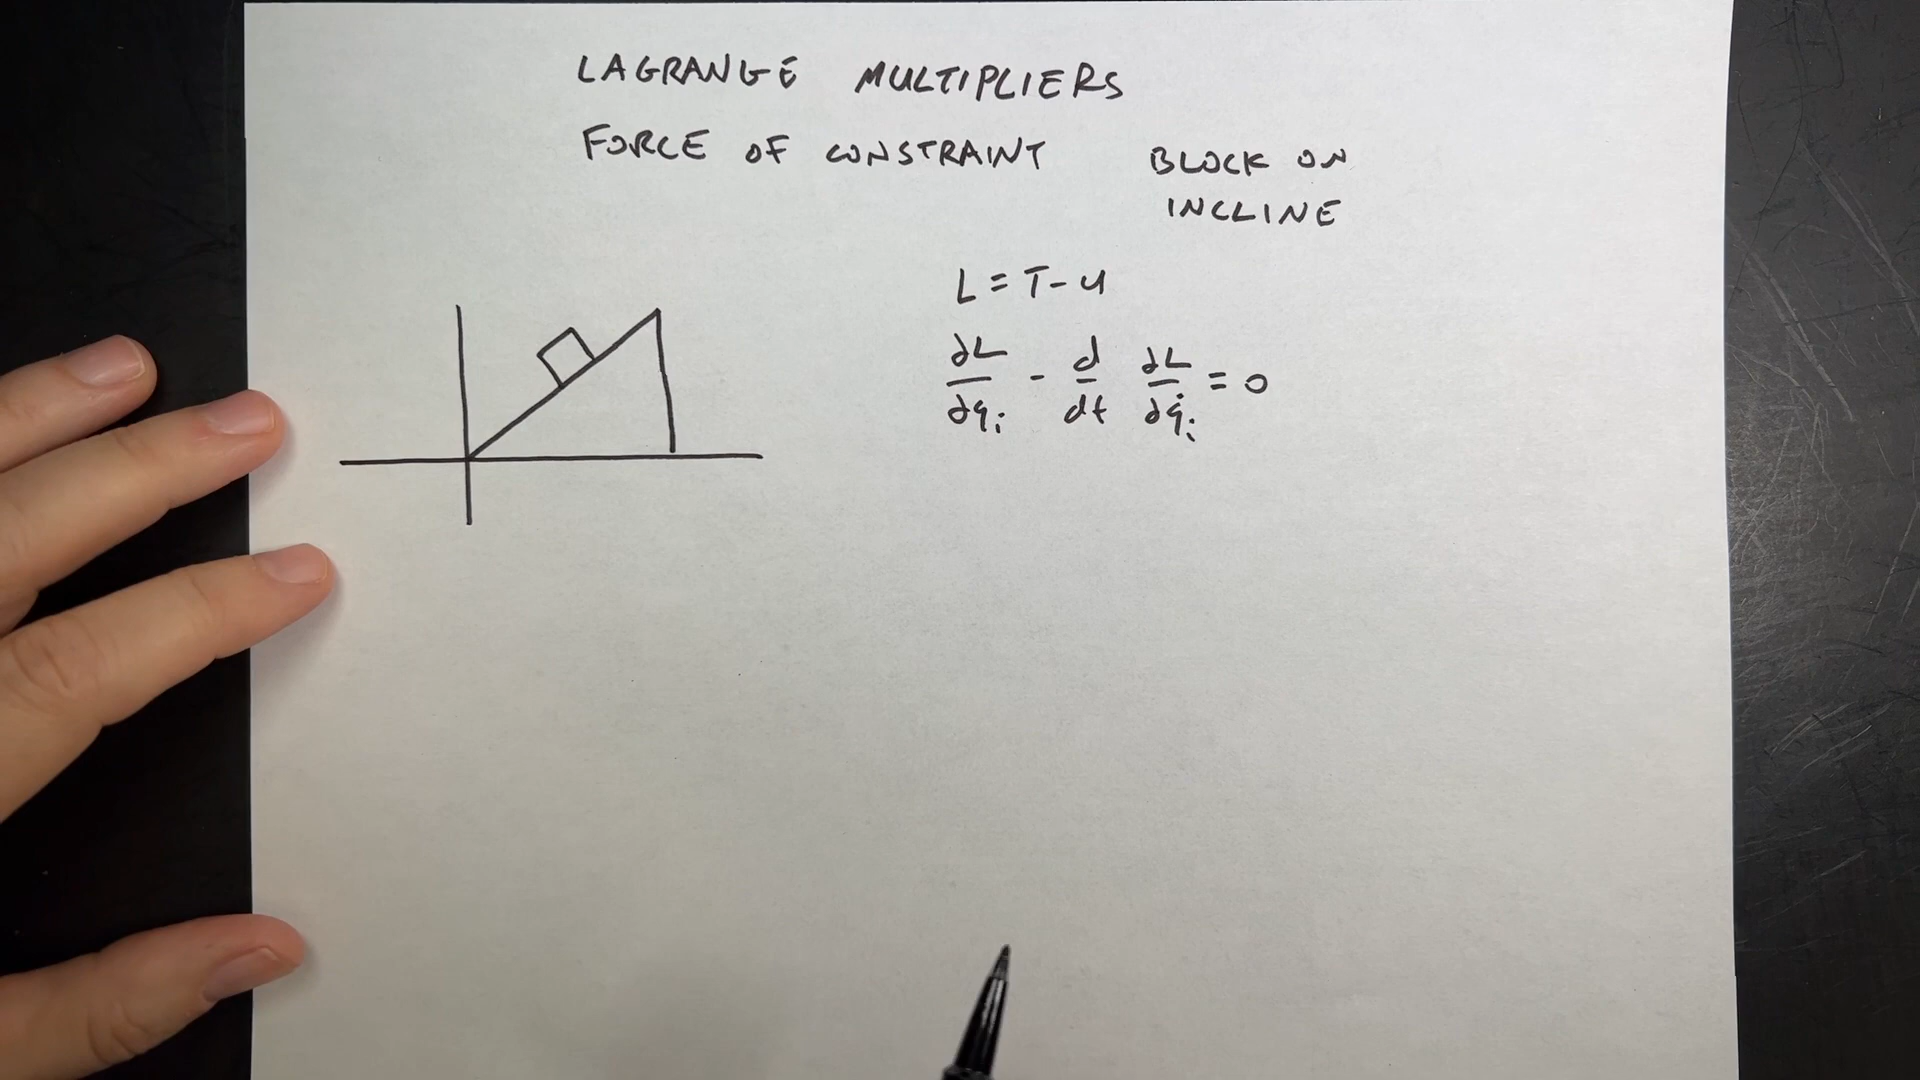 LAGRANGE MULTIPLIERS
FORCE OF CONSTRAINT
BLOCK ON
INCLINE
L = T - U
∂L/∂qᵢ - d/dt ∂L/∂q̇ᵢ = 0